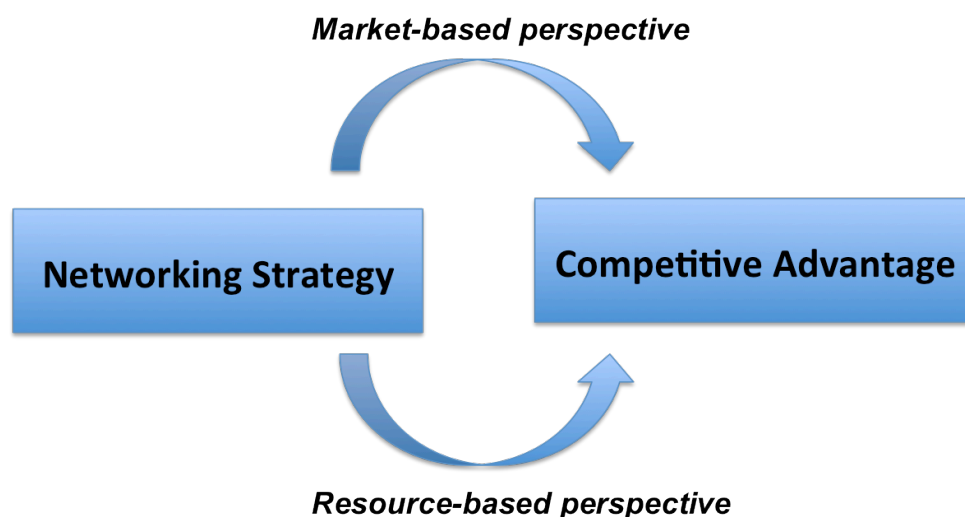 Market-based perspective
Networking Strategy
Competitive Advantage
Resource-based perspective